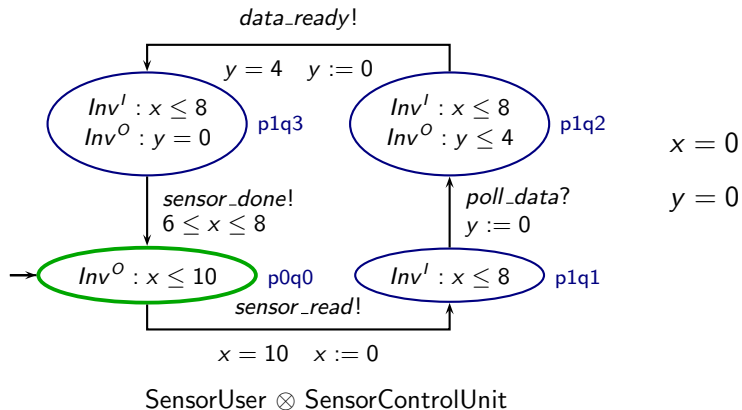 data_ready!
y = 4 y := 0
Inv^I : x ≤ 8
Inv^O : y = 0
p1q3
Inv^I : x ≤ 8
Inv^O : y ≤ 4
p1q2
x = 0
y = 0
sensor_done!
6 ≤ x ≤ 8
poll_data?
y := 0
Inv^O : x ≤ 10
p0q0
Inv^I : x ≤ 8
p1q1
sensor_read!
x = 10 x := 0
SensorUser ⊗ SensorControlUnit